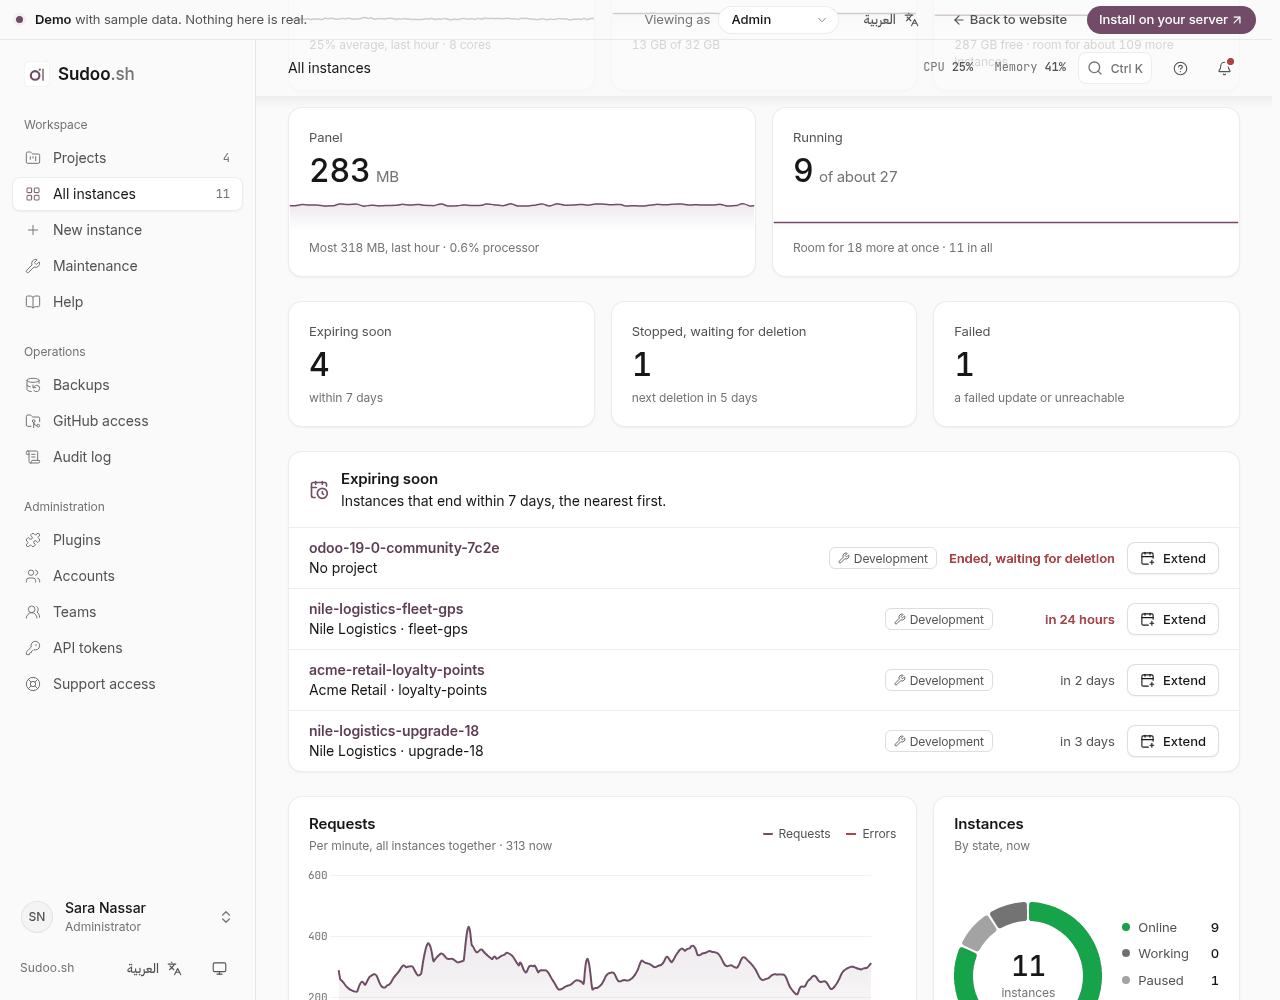 Demo with sample data. Nothing here is real.
Viewing as
Admin
العربية
Back to website
Install on your server
25% average, last hour · 8 cores
13 GB of 32 GB
287 GB free · room for about 109 more
instances
Sudoo.sh
All instances
CPU 25%
Memory 41%
Ctrl K
Workspace
Projects 4
All instances 11
New instance
Maintenance
Help
Operations
Backups
GitHub access
Audit log
Administration
Plugins
Accounts
Teams
API tokens
Support access
SN
Sara Nassar
Administrator
Sudoo.sh
العربية
Panel
283 MB
Most 318 MB, last hour · 0.6% processor
Running
9 of about 27
Room for 18 more at once · 11 in all
Expiring soon
4
within 7 days
Stopped, waiting for deletion
1
next deletion in 5 days
Failed
1
a failed update or unreachable
Expiring soon
Instances that end within 7 days, the nearest first.
odoo-19-0-community-7c2e
No project
Development
Ended, waiting for deletion
Extend
nile-logistics-fleet-gps
Nile Logistics · fleet-gps
Development
in 24 hours
Extend
acme-retail-loyalty-points
Acme Retail · loyalty-points
Development
in 2 days
Extend
nile-logistics-upgrade-18
Nile Logistics · upgrade-18
Development
in 3 days
Extend
Requests
Per minute, all instances together · 313 now
Requests
Errors
600
400
200
Instances
By state, now
11
instances
Online 9
Working 0
Paused 1